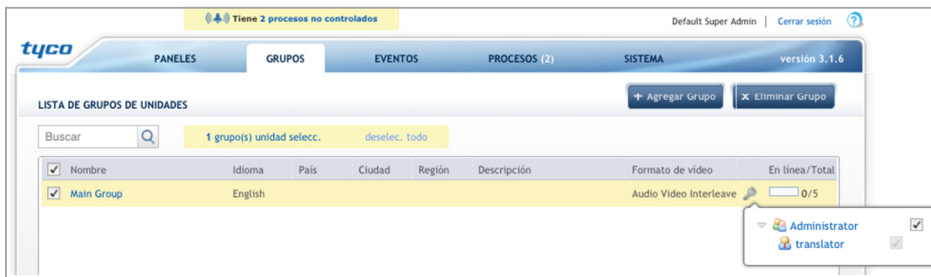 Tiene 2 procesos no controlados
Default Super Admin | Cerrar sesión ?
tyco
PANELES GRUPOS EVENTOS PROCESOS (2) SISTEMA versión 3.1.6
LISTA DE GRUPOS DE UNIDADES + Agregar Grupo x Eliminar Grupo
Buscar 1 grupo(s) unidad selecc. deselec. todo
Nombre Idioma País Ciudad Región Descripción Formato de vídeo En línea/Total
Main Group English Audio Video Interleave 0/5
Administrator
translator